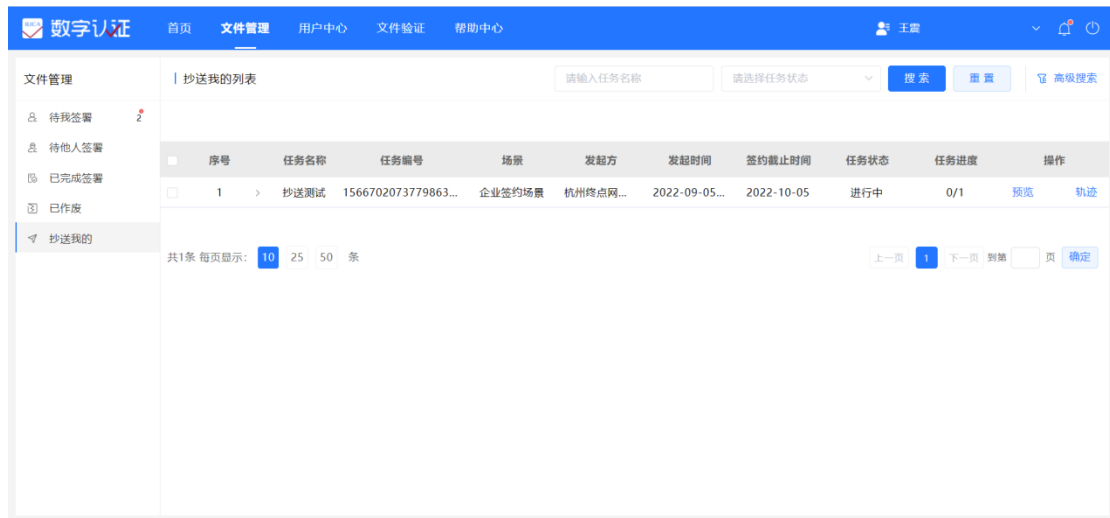 数字认证 首页 文件管理 用户中心 文件验证 帮助中心 王震
文件管理
抄送我的列表 请输入任务名称 请选择任务状态 搜索 重置 高级搜索
待我签署 2
待他人签署
已完成签署
已作废
抄送我的
序号 任务名称 任务编号 场景 发起方 发起时间 签约截止时间 任务状态 任务进度 操作
1 > 抄送测试 1566702073779863... 企业签约场景 杭州终点网... 2022-09-05... 2022-10-05 进行中 0/1 预览 轨迹
共1条 每页显示： 10 25 50 条 上一页 1 下一页 到第 页 确定